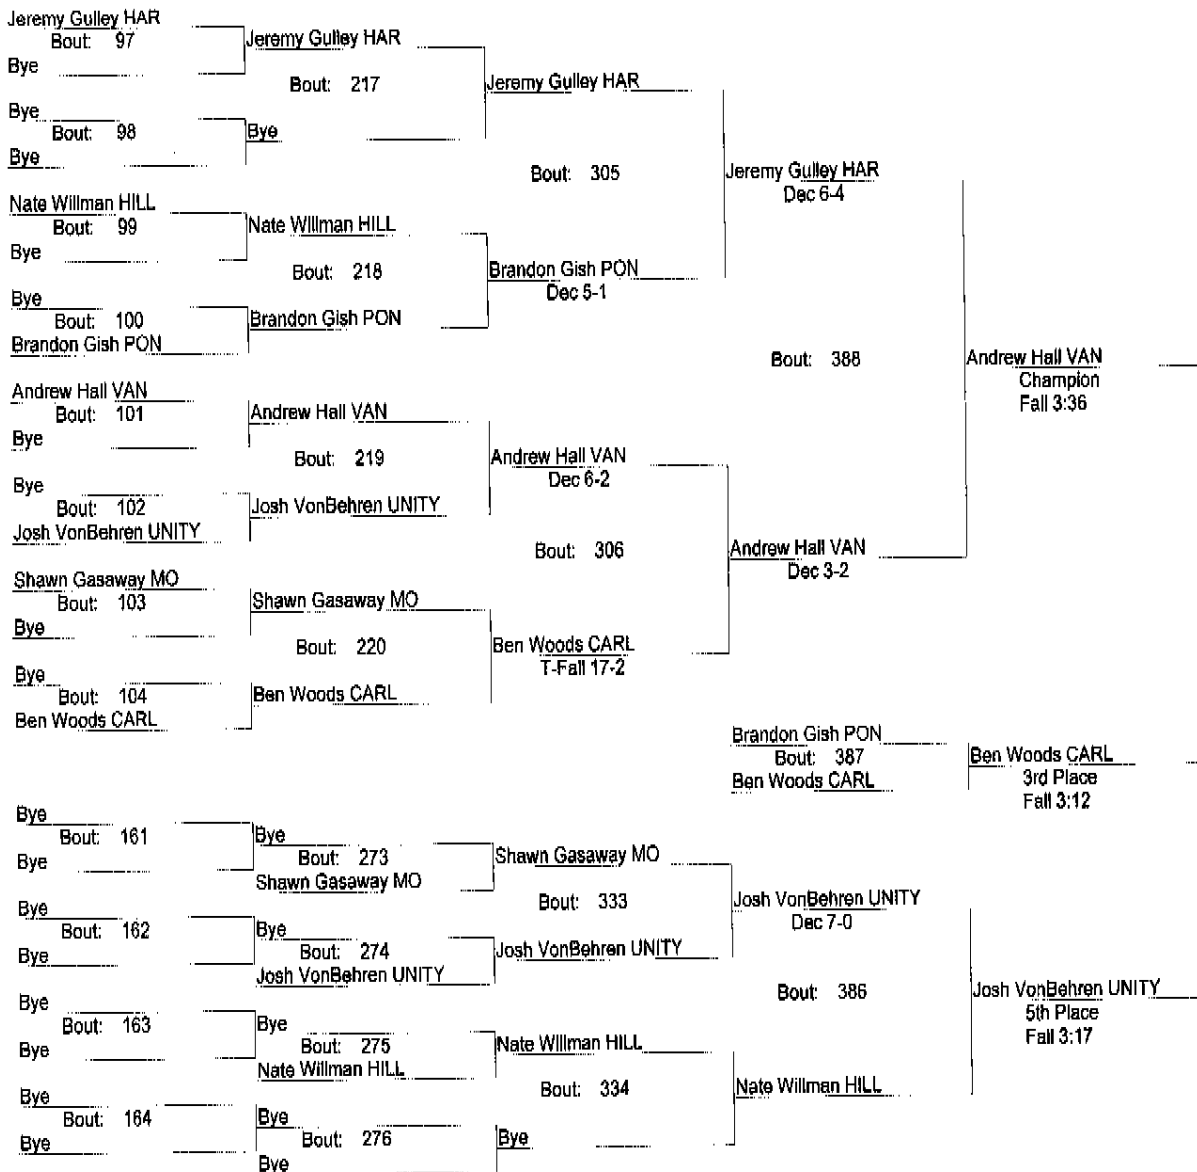 Jeremy Gulley HAR
Bout: 97
Bye
Jeremy Gulley HAR
Bout: 217
Bye
Bout: 98
Bye
Bye
Jeremy Gulley HAR
Bout: 305
Nate Willman HILL
Bout: 99
Bye
Nate Willman HILL
Bout: 218
Bye
Bout: 100
Brandon Gish PON
Brandon Gish PON
Brandon Gish PON
Dec 5-1
Jeremy Gulley HAR
Dec 6-4
Bout: 388
Andrew Hall VAN
Bout: 101
Bye
Andrew Hall VAN
Bout: 219
Bye
Bout: 102
Josh VonBehren UNITY
Josh VonBehren UNITY
Andrew Hall VAN
Dec 6-2
Bout: 306
Shawn Gasaway MO
Bout: 103
Bye
Shawn Gasaway MO
Bout: 220
Bye
Bout: 104
Ben Woods CARL
Ben Woods CARL
Ben Woods CARL
T-Fall 17-2
Andrew Hall VAN
Dec 3-2
Andrew Hall VAN
Champion
Fall 3:36
Brandon Gish PON
Bout: 387
Ben Woods CARL
Ben Woods CARL
3rd Place
Fall 3:12
Bye
Bout: 161
Bye
Bye
Bout: 273
Shawn Gasaway MO
Shawn Gasaway MO
Bout: 333
Bye
Bout: 162
Bye
Bye
Bout: 274
Josh VonBehren UNITY
Josh VonBehren UNITY
Josh VonBehren UNITY
Dec 7-0
Bout: 386
Bye
Bout: 163
Bye
Bye
Bout: 275
Nate Willman HILL
Nate Willman HILL
Bout: 334
Bye
Bout: 164
Bye
Bye
Bout: 276
Bye
Bye
Nate Willman HILL
Josh VonBehren UNITY
5th Place
Fall 3:17